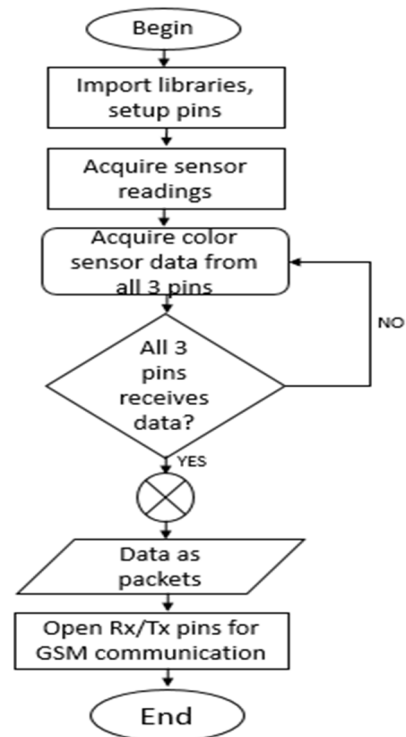 Begin
Import libraries,
setup pins
Acquire sensor
readings
Acquire color
sensor data from
all 3 pins
NO
All 3
pins
receives
data?
YES
Data as
packets
Open Rx/Tx pins for
GSM communication
End